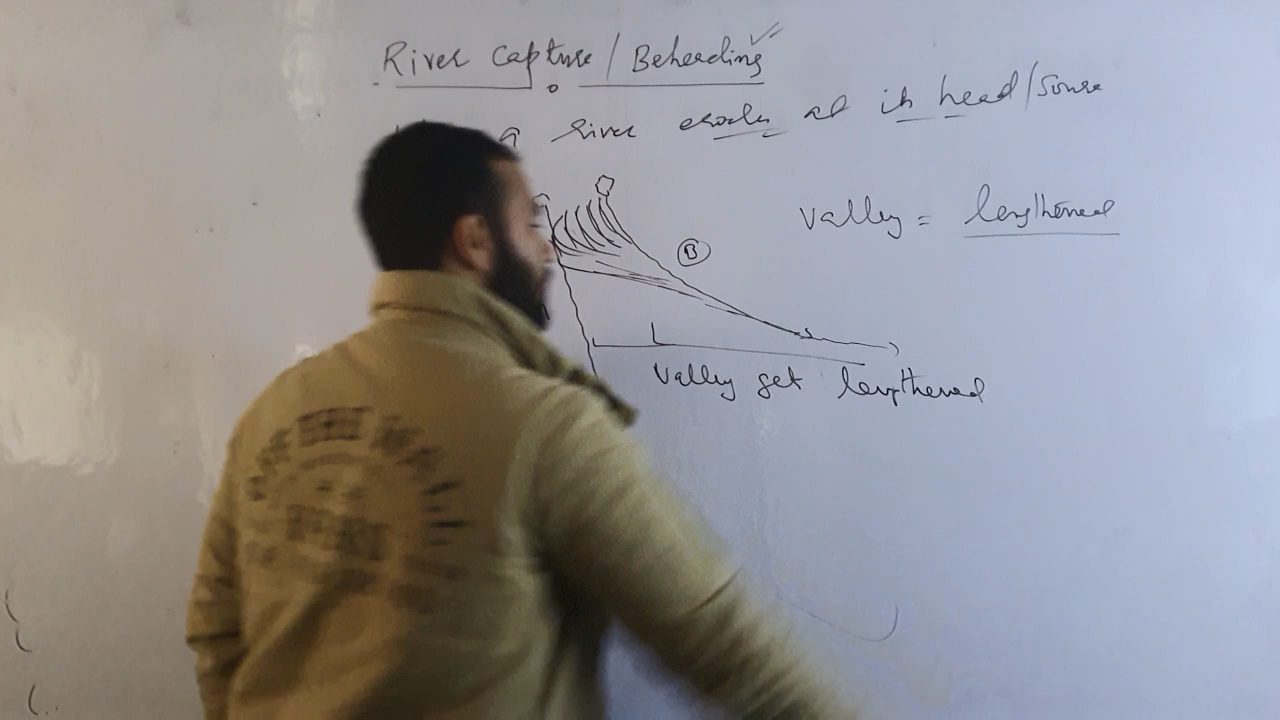 River Capture / Beheading
a river erodes at its head/source
Valley = lengthened
B
Valley get lengthened